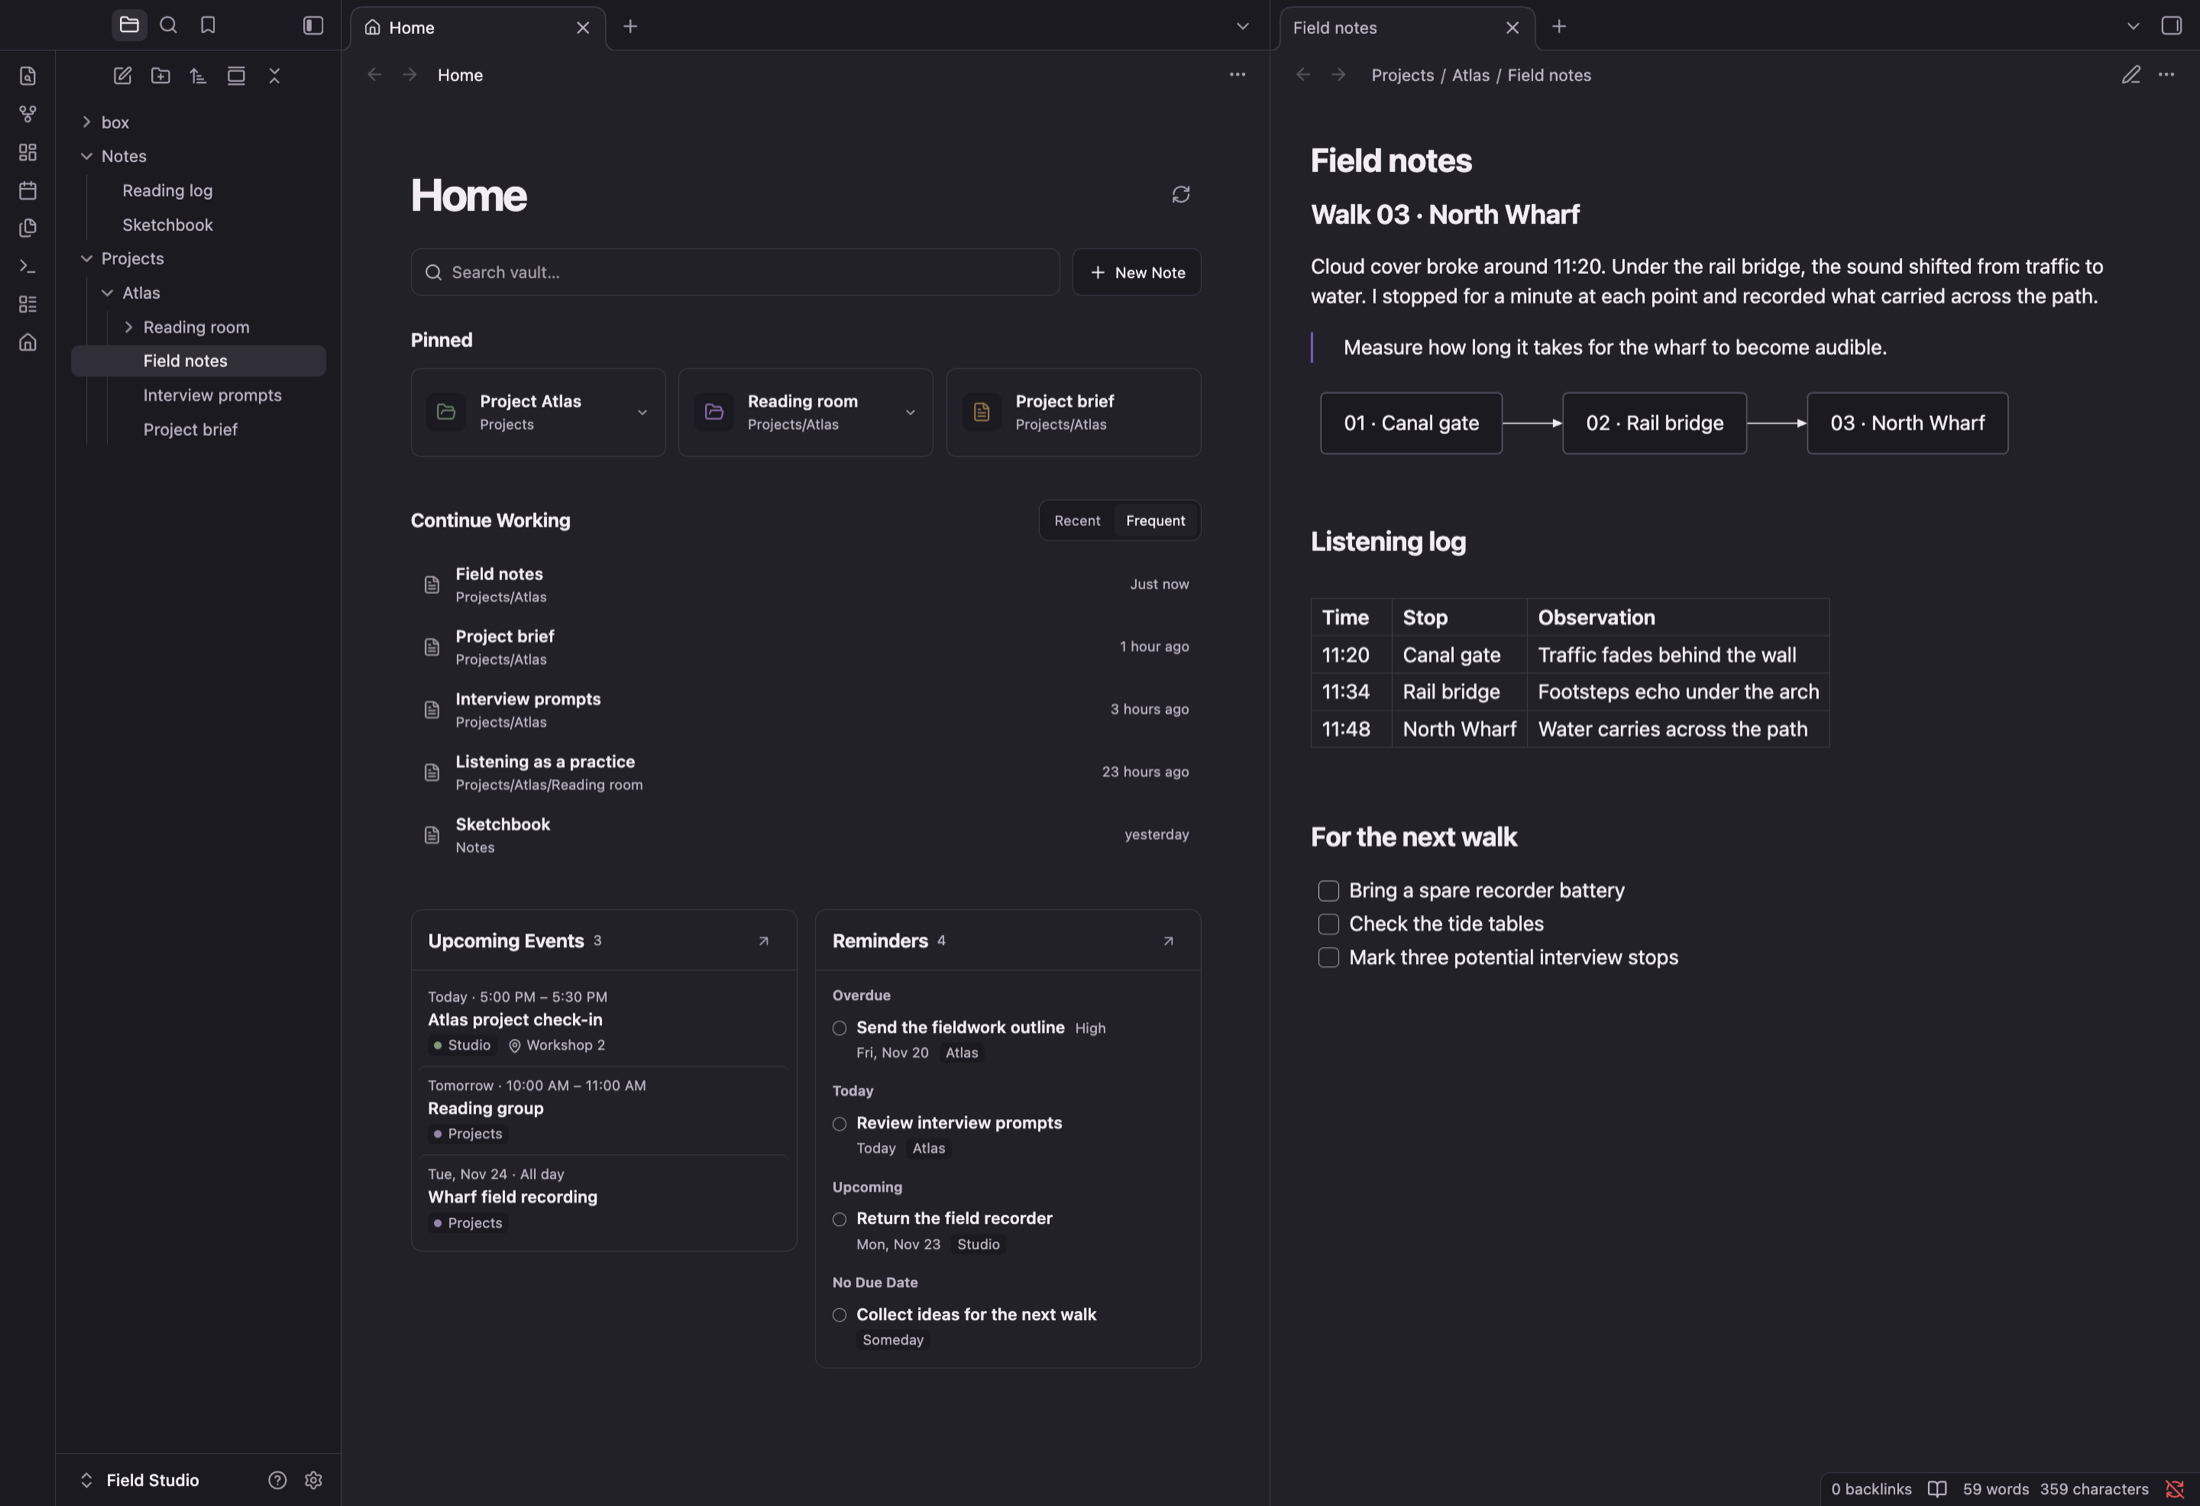 Home
Field notes
Home
Projects / Atlas / Field notes
box
Notes
Reading log
Sketchbook
Projects
Atlas
Reading room
Field notes
Interview prompts
Project brief
Field Studio
Home
Search vault...
New Note
Pinned
Project Atlas
Projects
Reading room
Projects/Atlas
Project brief
Projects/Atlas
Continue Working
Recent
Frequent
Field notes
Projects/Atlas
Just now
Project brief
Projects/Atlas
1 hour ago
Interview prompts
Projects/Atlas
3 hours ago
Listening as a practice
Projects/Atlas/Reading room
23 hours ago
Sketchbook
Notes
yesterday
Upcoming Events 3
Today · 5:00 PM – 5:30 PM
Atlas project check-in
Studio Workshop 2
Tomorrow · 10:00 AM – 11:00 AM
Reading group
Projects
Tue, Nov 24 · All day
Wharf field recording
Projects
Reminders 4
Overdue
Send the fieldwork outline High
Fri, Nov 20 Atlas
Today
Review interview prompts
Today Atlas
Upcoming
Return the field recorder
Mon, Nov 23 Studio
No Due Date
Collect ideas for the next walk
Someday
Field notes
Walk 03 · North Wharf
Cloud cover broke around 11:20. Under the rail bridge, the sound shifted from traffic to
water. I stopped for a minute at each point and recorded what carried across the path.
Measure how long it takes for the wharf to become audible.
01 · Canal gate
02 · Rail bridge
03 · North Wharf
Listening log
Time Stop Observation
11:20 Canal gate Traffic fades behind the wall
11:34 Rail bridge Footsteps echo under the arch
11:48 North Wharf Water carries across the path
For the next walk
Bring a spare recorder battery
Check the tide tables
Mark three potential interview stops
0 backlinks 59 words 359 characters